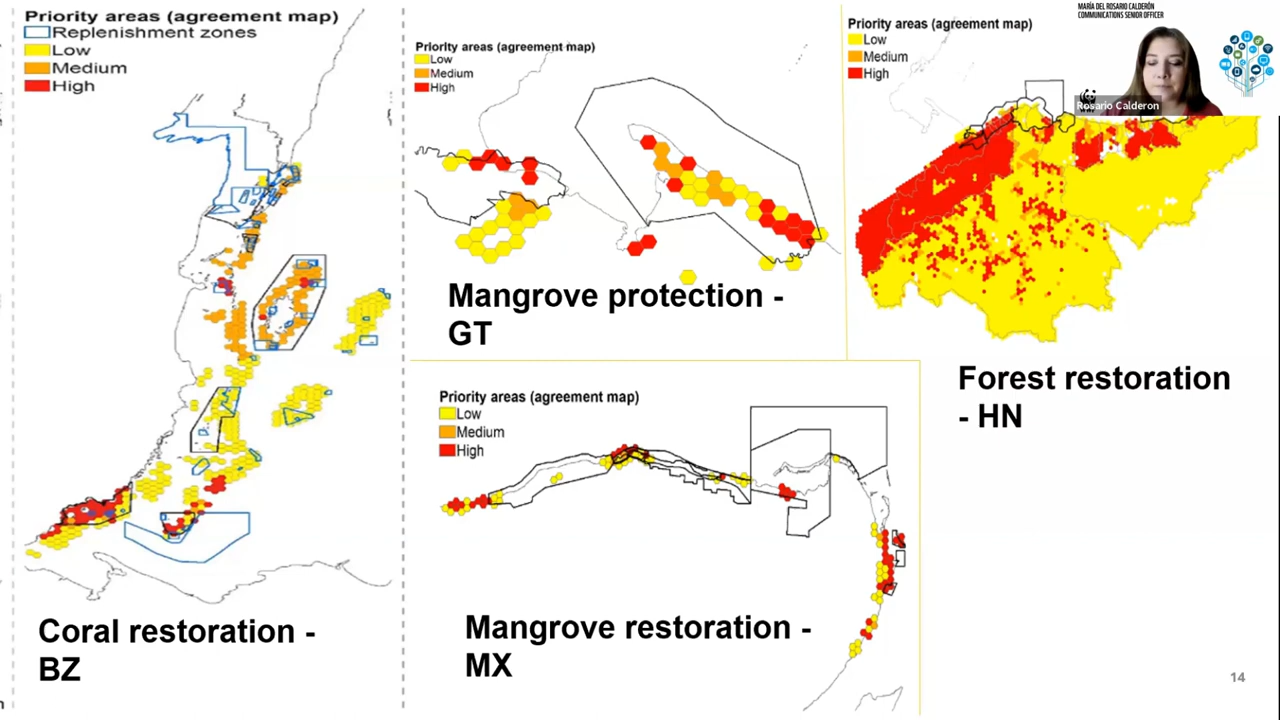 Priority areas (agreement map)
Replenishment zones
Low
Medium
High
Coral restoration -
BZ
Priority areas (agreement map)
Low
Medium
High
Mangrove protection -
GT
Priority areas (agreement map)
Low
Medium
High
Mangrove restoration -
MX
Priority areas (agreement map)
Low
Medium
High
Forest restoration
- HN
MARÍA DEL ROSARIO CALDERÓN
COMMUNICATIONS SENIOR OFFICER
Rosario Calderon
14